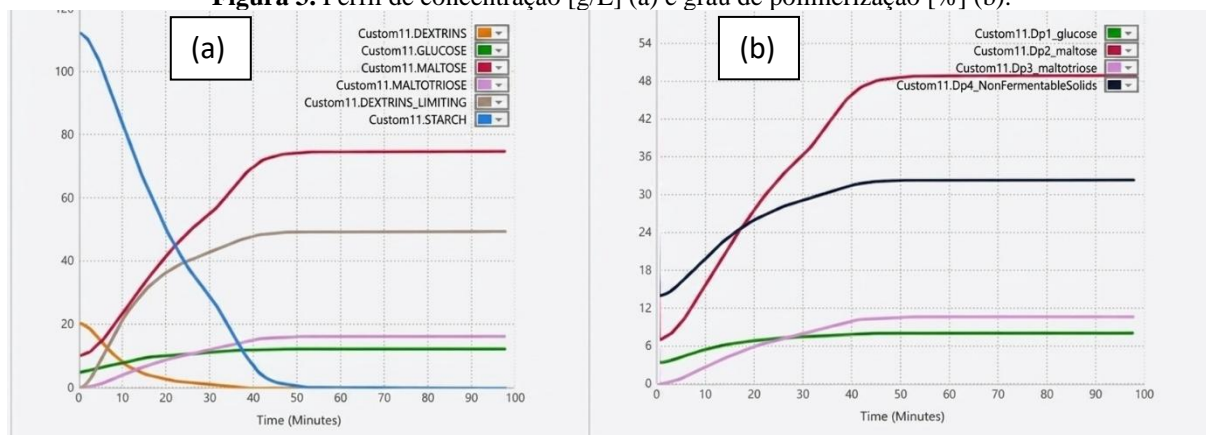 Figura 3. Perfil de concentração [g/L] (a) e grau de polimerização [%] (b).
(a)
Custom11.DEXTRINS
Custom11.GLUCOSE
Custom11.MALTOSE
Custom11.MALTOTRIOSE
Custom11.DEXTRINS_LIMITING
Custom11.STARCH
120
100
80
60
40
20
0
0 10 20 30 40 50 60 70 80 90 100
Time (Minutes)
(b)
Custom11.Dp1_glucose
Custom11.Dp2_maltose
Custom11.Dp3_maltotriose
Custom11.Dp4_NonFermentableSolids
54
48
42
36
30
24
18
12
6
0
0 10 20 30 40 50 60 70 80 90 100
Time (Minutes)